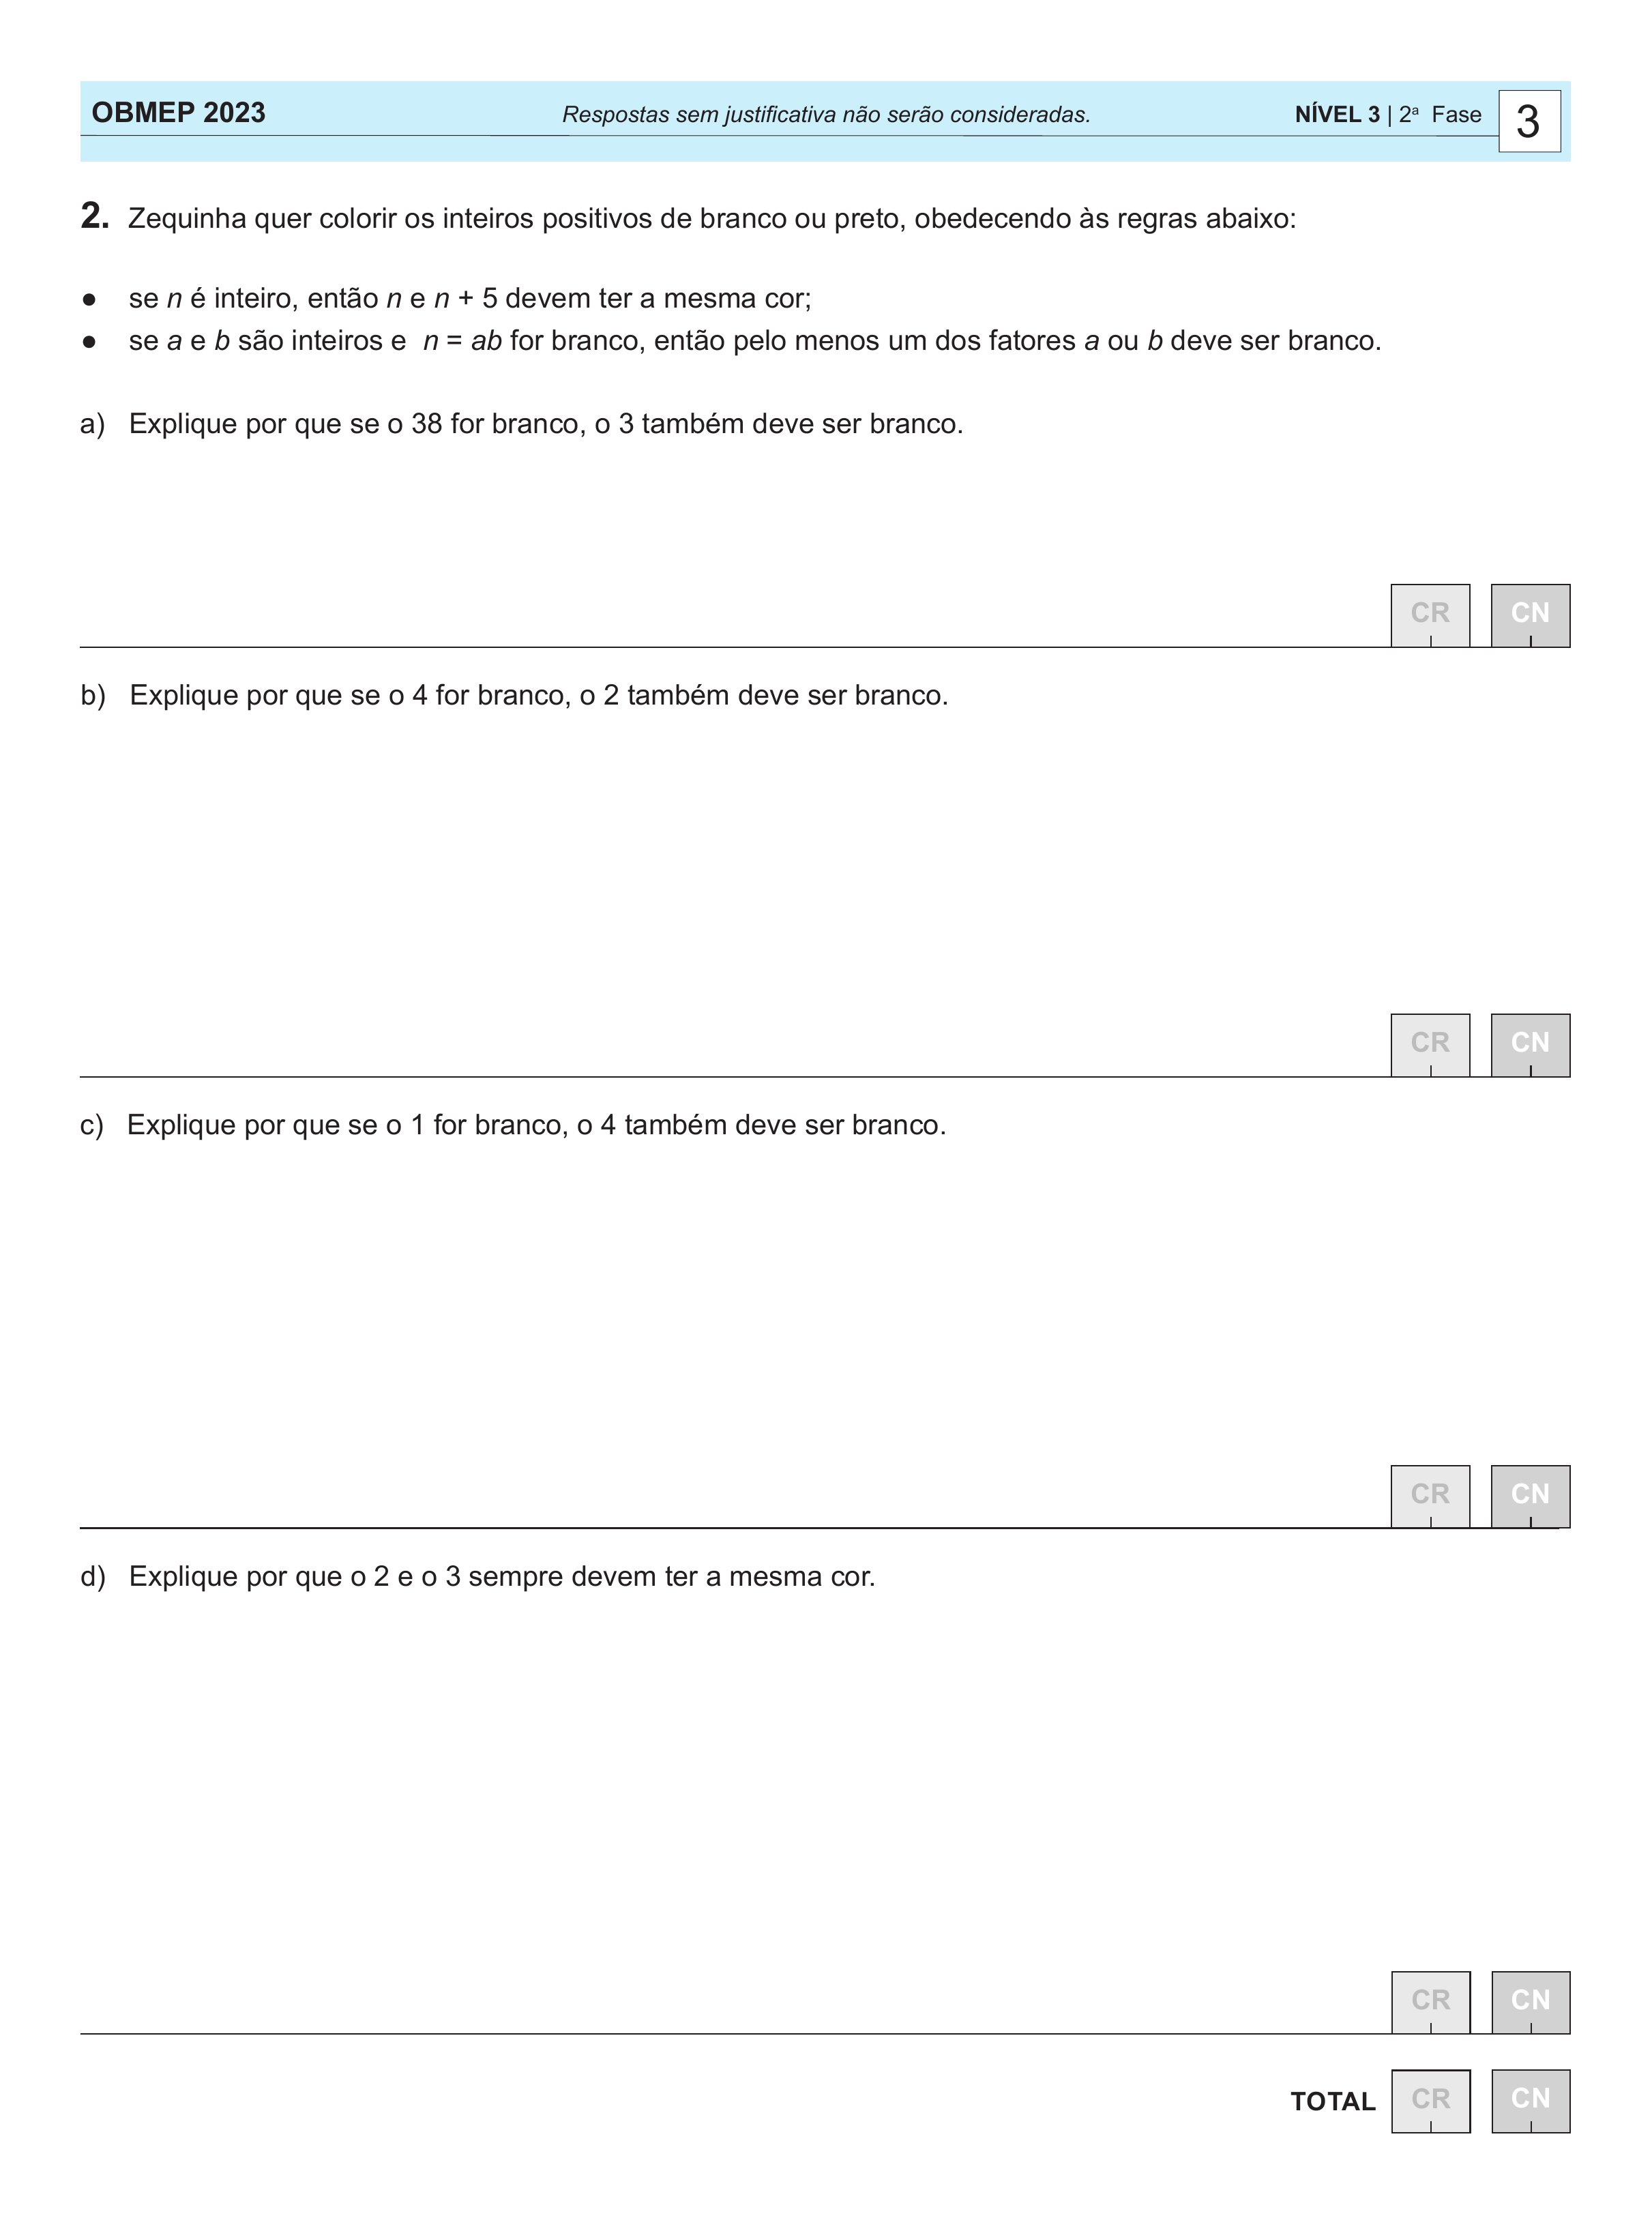 OBMEP 2023 Respostas sem justificativa não serão consideradas. NÍVEL 3 | 2ª Fase 3
2. Zequinha quer colorir os inteiros positivos de branco ou preto, obedecendo às regras abaixo:
● se n é inteiro, então n e n + 5 devem ter a mesma cor;
● se a e b são inteiros e n = ab for branco, então pelo menos um dos fatores a ou b deve ser branco.
a) Explique por que se o 38 for branco, o 3 também deve ser branco.
CR CN
b) Explique por que se o 4 for branco, o 2 também deve ser branco.
CR CN
c) Explique por que se o 1 for branco, o 4 também deve ser branco.
CR CN
d) Explique por que o 2 e o 3 sempre devem ter a mesma cor.
CR CN
TOTAL CR CN